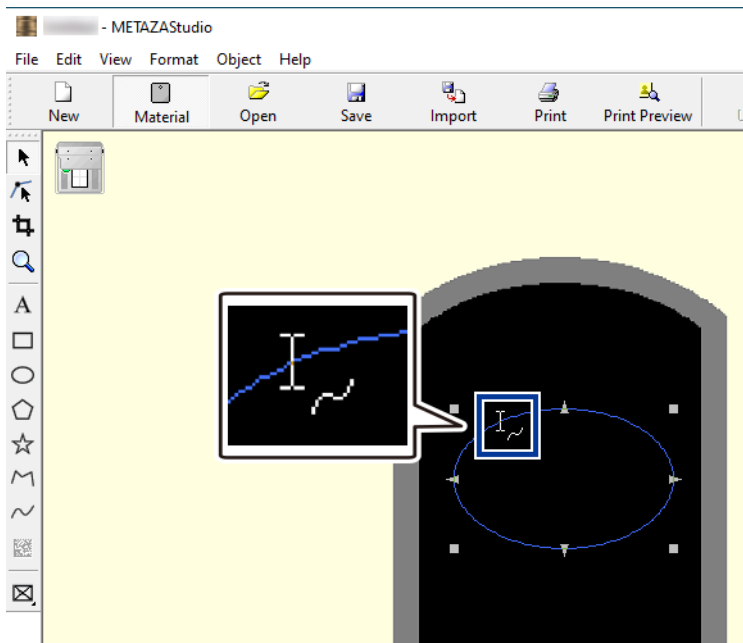 - METAZAStudio
File Edit View Format Object Help
New Material Open Save Import Print Print Preview
A